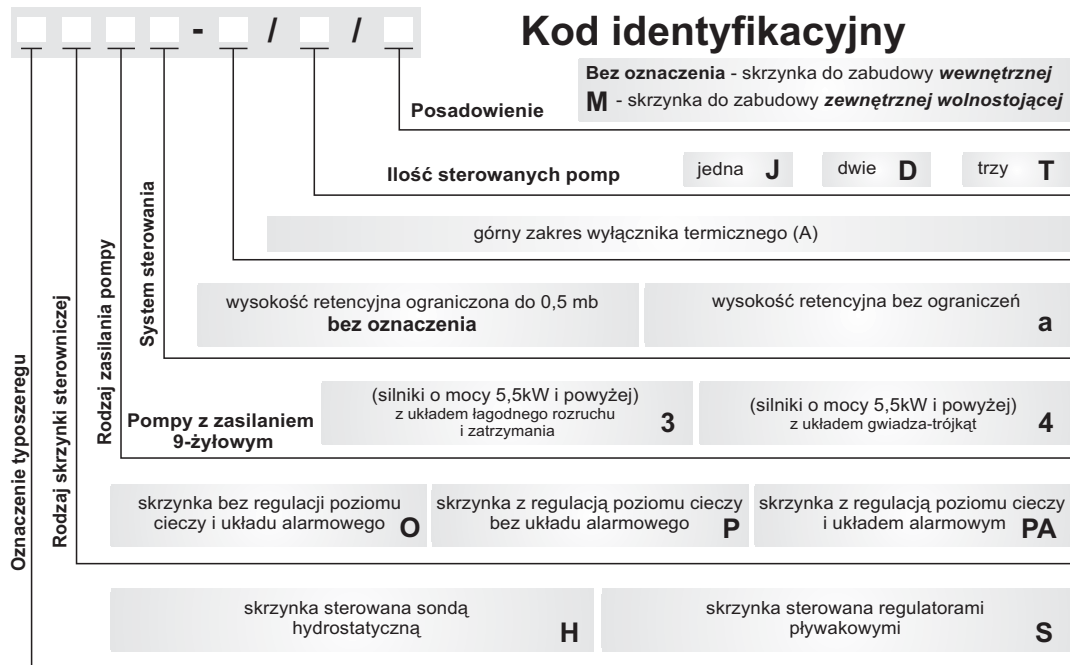 - / /
Kod identyfikacyjny
Bez oznaczenia - skrzynka do zabudowy wewnętrznej
M - skrzynka do zabudowy zewnętrznej wolnostojącej
Posadowienie
Ilość sterowanych pomp
jedna J
dwie D
trzy T
górny zakres wyłącznika termicznego (A)
System sterowania
wysokość retencyjna ograniczona do 0,5 mb
bez oznaczenia
wysokość retencyjna bez ograniczeń
a
Rodzaj zasilania pompy
Pompy z zasilaniem
9-żyłowym
(silniki o mocy 5,5kW i powyżej)
z układem łagodnego rozruchu
i zatrzymania
3
(silniki o mocy 5,5kW i powyżej)
z układem gwiadza-trójkąt
4
Rodzaj skrzynki sterowniczej
skrzynka bez regulacji poziomu
cieczy i układu alarmowego O
skrzynka z regulacją poziomu cieczy
bez układu alarmowego P
skrzynka z regulacją poziomu cieczy
i układem alarmowym PA
Oznaczenie typoszeregu
skrzynka sterowana sondą
hydrostatyczną
H
skrzynka sterowana regulatorami
pływakowymi
S